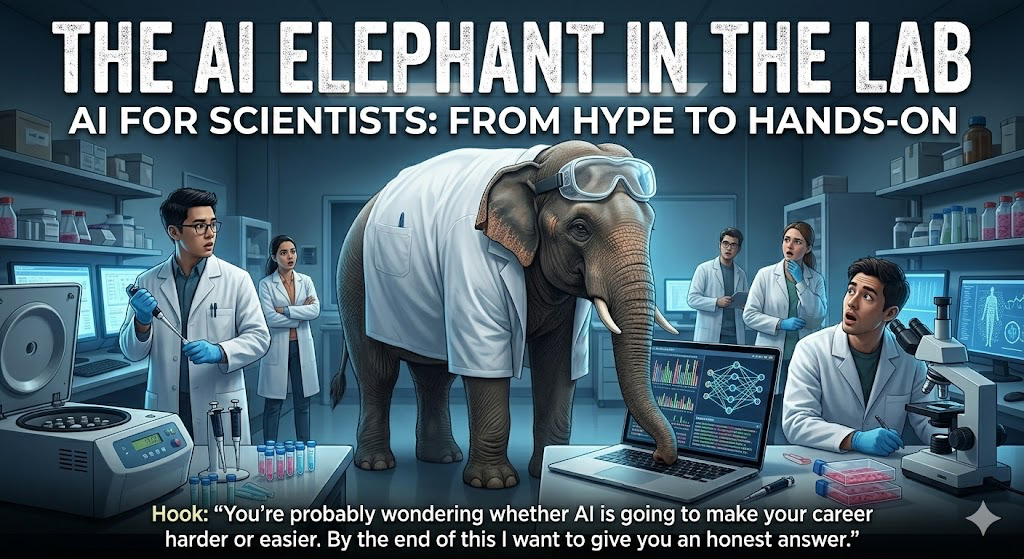 THE AI ELEPHANT IN THE LAB
AI FOR SCIENTISTS: FROM HYPE TO HANDS-ON
Hook: “You’re probably wondering whether AI is going to make your career
harder or easier. By the end of this I want to give you an honest answer.”